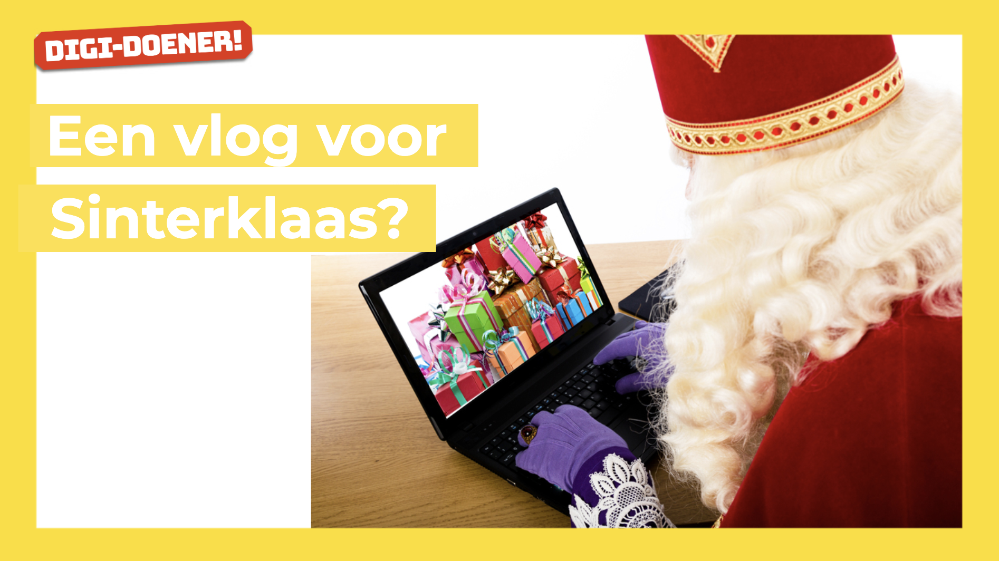 DIGI-DOENER!
Een vlog voor
Sinterklaas?